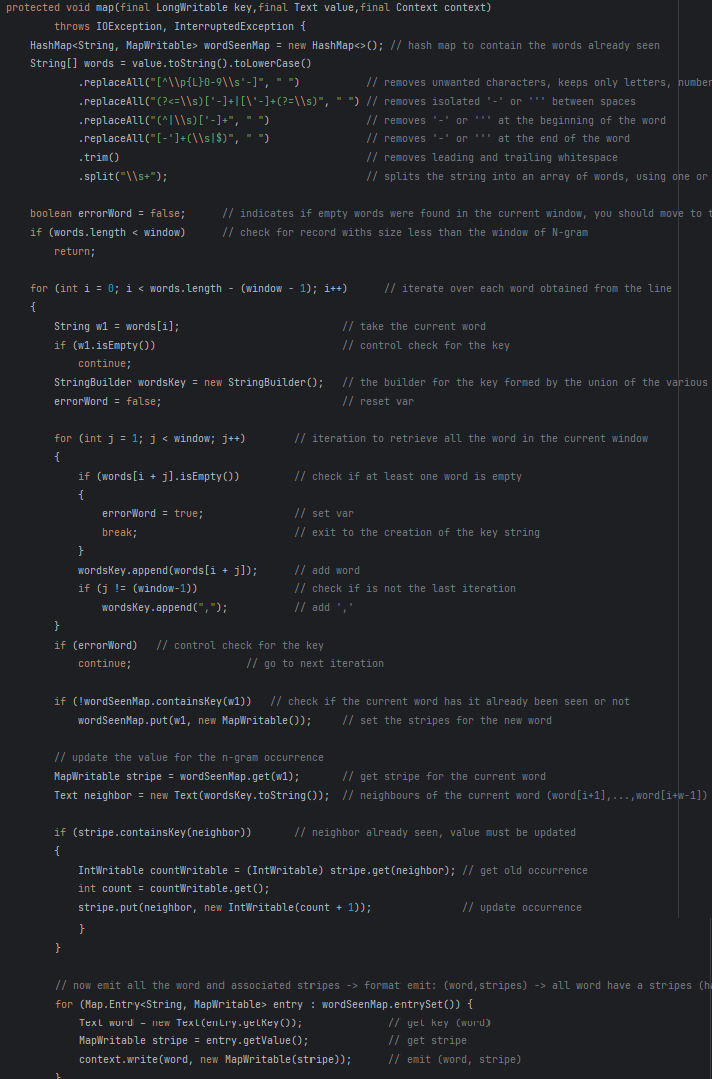 protected void map(final LongWritable key,final Text value,final Context context)
throws IOException, InterruptedException {
HashMap<String, MapWritable> wordSeenMap = new HashMap<>(); // hash map to contain the words already seen
String[] words = value.toString().toLowerCase()
.replaceAll("[^\\p{L}0-9\\s'-]", " ") // removes unwanted characters, keeps only letters, number
.replaceAll("(?<=\\s)['-]+|[\'-]+(?=\\s)", " ") // removes isolated '-' or ''' between spaces
.replaceAll("(^|\\s)['-]+", " ") // removes '-' or ''' at the beginning of the word
.replaceAll("[-']+(\\s|$)", " ") // removes '-' or ''' at the end of the word
.trim() // removes leading and trailing whitespace
.split("\\s+"); // splits the string into an array of words, using one or
boolean errorWord = false; // indicates if empty words were found in the current window, you should move to t
if (words.length < window) // check for record withs size less than the window of N-gram
return;
for (int i = 0; i < words.length - (window - 1); i++) // iterate over each word obtained from the line
{
String w1 = words[i]; // take the current word
if (w1.isEmpty()) // control check for the key
continue;
StringBuilder wordsKey = new StringBuilder(); // the builder for the key formed by the union of the various
errorWord = false; // reset var
for (int j = 1; j < window; j++) // iteration to retrieve all the word in the current window
{
if (words[i + j].isEmpty()) // check if at least one word is empty
{
errorWord = true; // set var
break; // exit to the creation of the key string
}
wordsKey.append(words[i + j]); // add word
if (j != (window-1)) // check if is not the last iteration
wordsKey.append(","); // add ','
}
if (errorWord) // control check for the key
continue; // go to next iteration
if (!wordSeenMap.containsKey(w1)) // check if the current word has it already been seen or not
wordSeenMap.put(w1, new MapWritable()); // set the stripes for the new word
// update the value for the n-gram occurrence
MapWritable stripe = wordSeenMap.get(w1); // get stripe for the current word
Text neighbor = new Text(wordsKey.toString()); // neighbours of the current word (word[i+1],...,word[i+w-1])
if (stripe.containsKey(neighbor)) // neighbor already seen, value must be updated
{
IntWritable countWritable = (IntWritable) stripe.get(neighbor); // get old occurrence
int count = countWritable.get();
stripe.put(neighbor, new IntWritable(count + 1)); // update occurrence
}
}
// now emit all the word and associated stripes -> format emit: (word,stripes) -> all word have a stripes (ha
for (Map.Entry<String, MapWritable> entry : wordSeenMap.entrySet()) {
Text word = new Text(entry.getKey()); // get key (word)
MapWritable stripe = entry.getValue(); // get stripe
context.write(word, new MapWritable(stripe)); // emit (word, stripe)
}